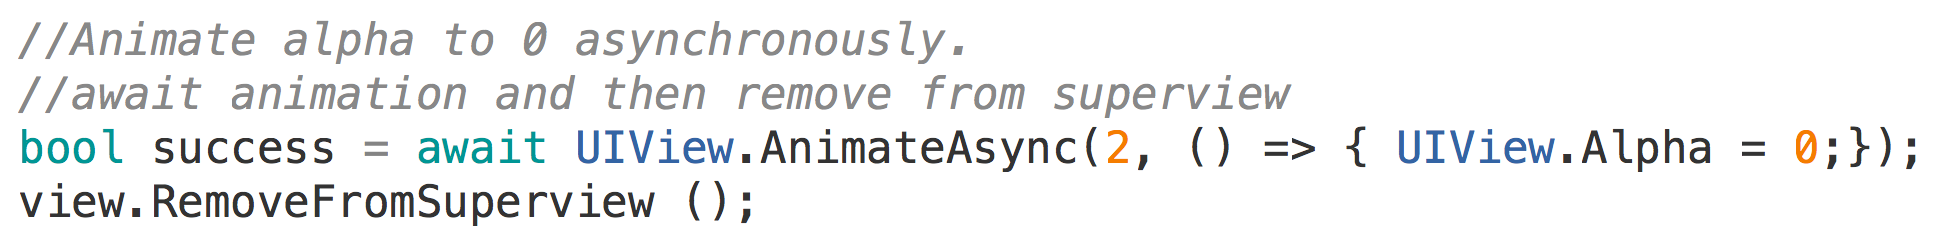 //Animate alpha to 0 asynchronously.
//await animation and then remove from superview
bool success = await UIView.AnimateAsync(2, () => { UIView.Alpha = 0;});
view.RemoveFromSuperview ();